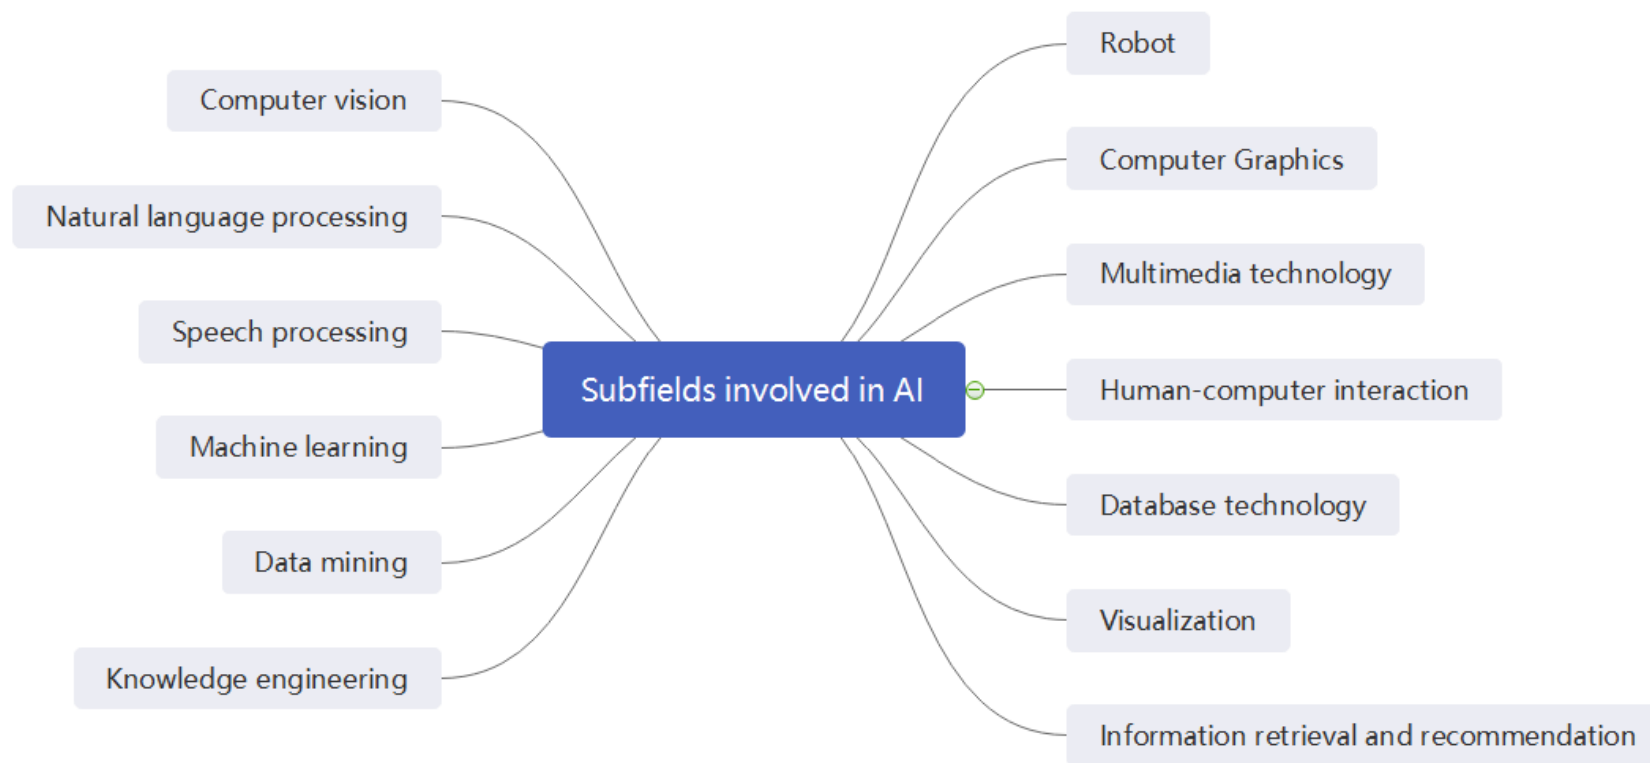 Robot
Computer vision
Computer Graphics
Natural language processing
Multimedia technology
Speech processing
Subfields involved in AI
Human-computer interaction
Machine learning
Database technology
Data mining
Visualization
Knowledge engineering
Information retrieval and recommendation